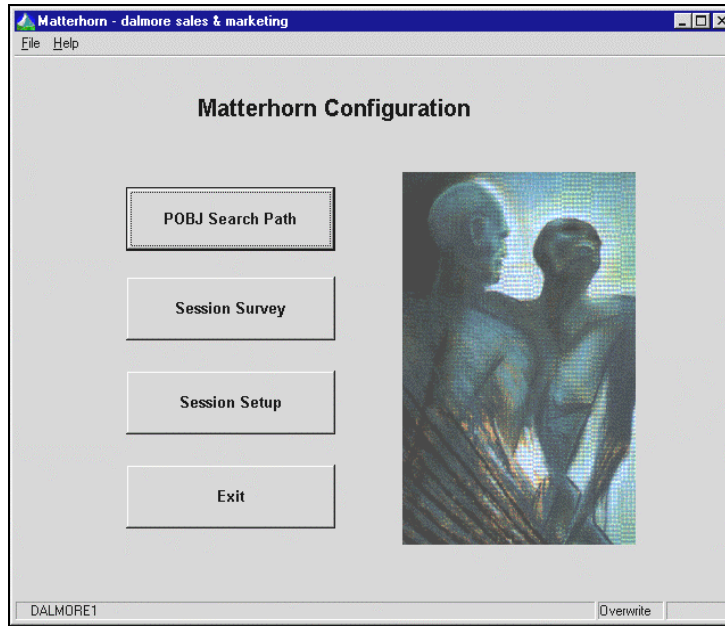 Matterhorn - dalmore sales & marketing
File Help
Matterhorn Configuration
POBJ Search Path
Session Survey
Session Setup
Exit
DALMORE1 Overwrite